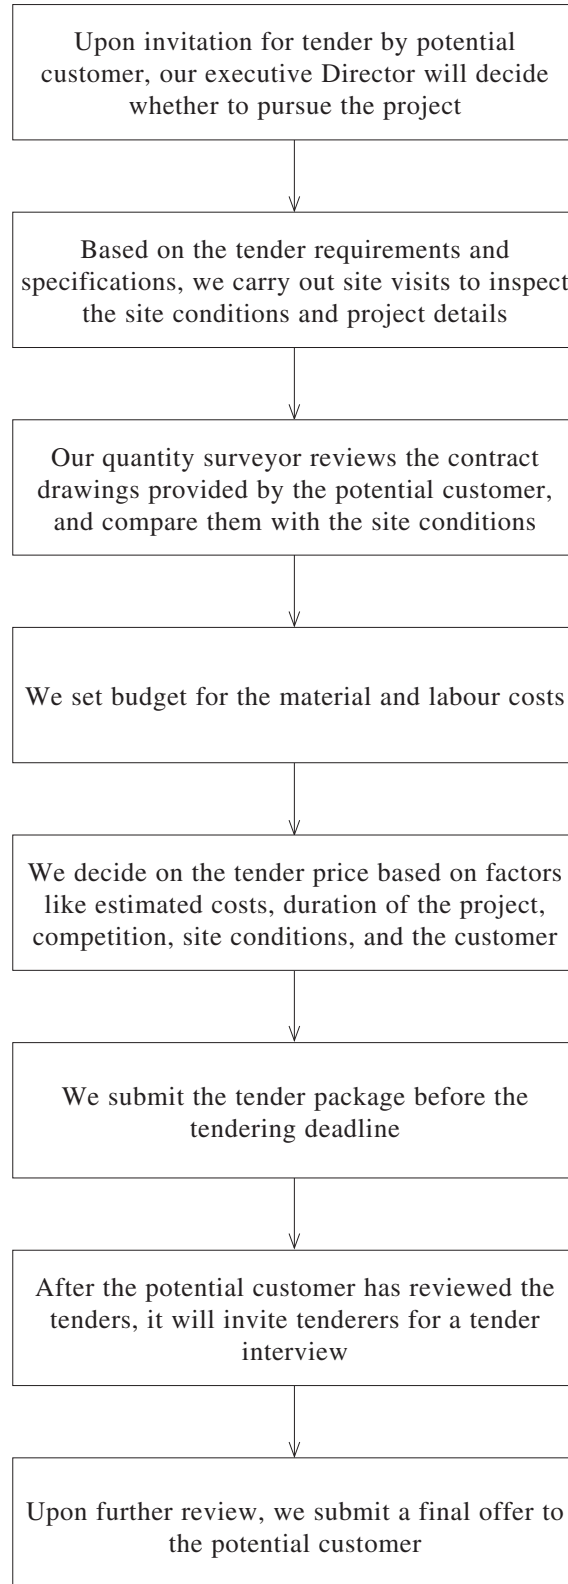 Upon invitation for tender by potential
customer, our executive Director will decide
whether to pursue the project
Based on the tender requirements and
specifications, we carry out site visits to inspect
the site conditions and project details
Our quantity surveyor reviews the contract
drawings provided by the potential customer,
and compare them with the site conditions
We set budget for the material and labour costs
We decide on the tender price based on factors
like estimated costs, duration of the project,
competition, site conditions, and the customer
We submit the tender package before the
tendering deadline
After the potential customer has reviewed the
tenders, it will invite tenderers for a tender
interview
Upon further review, we submit a final offer to
the potential customer